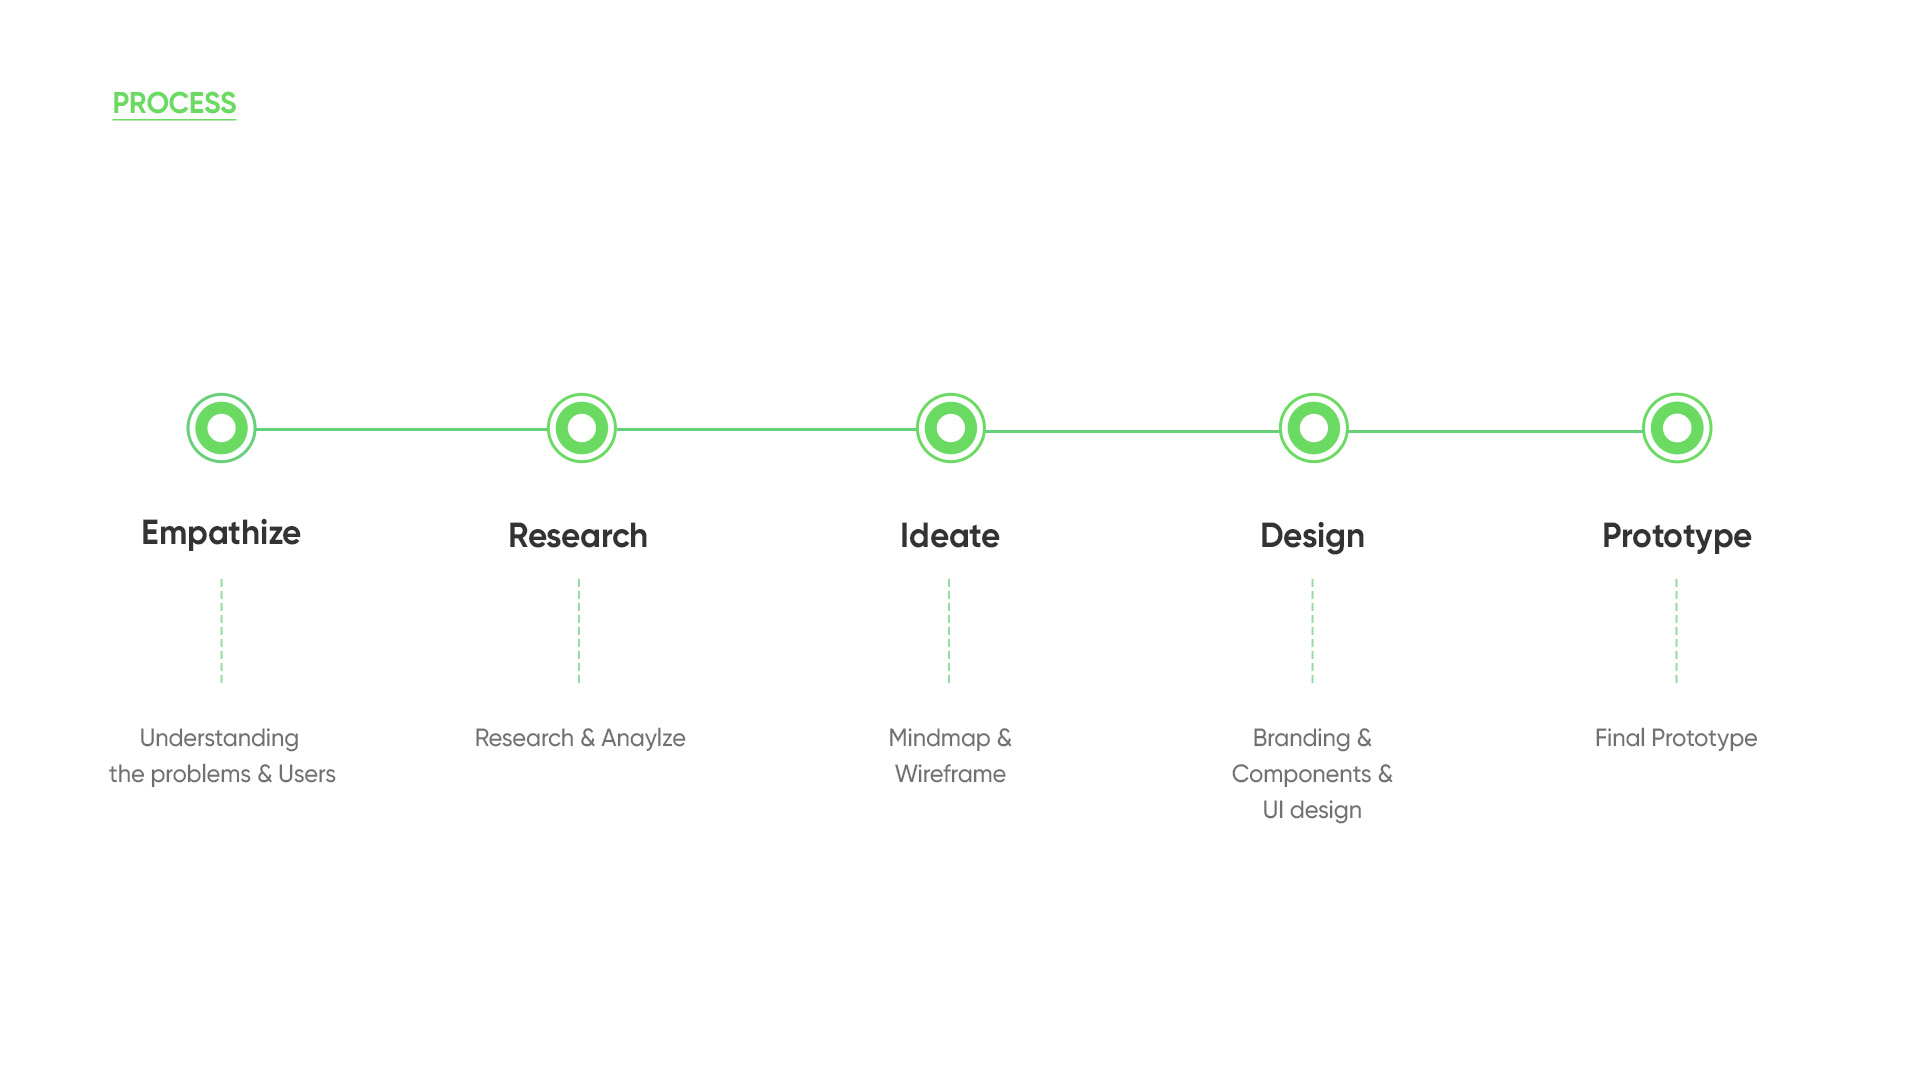 PROCESS
Empathize
Understanding
the problems & Users
Research
Research & Anaylze
Ideate
Mindmap &
Wireframe
Design
Branding &
Components &
UI design
Prototype
Final Prototype